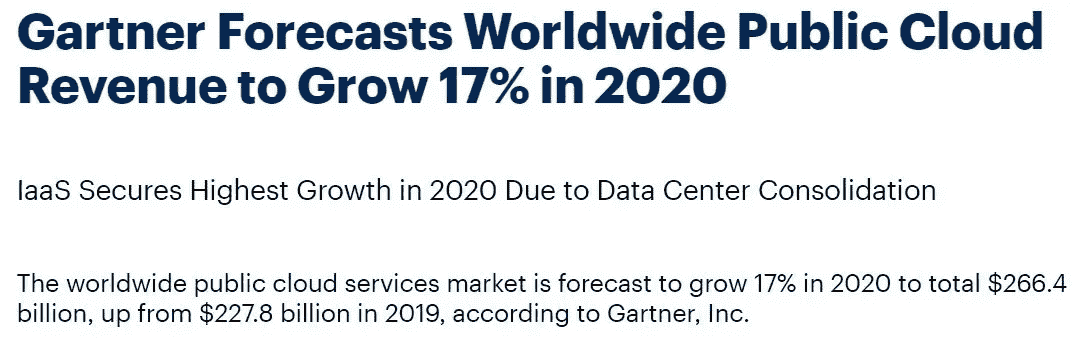 Gartner Forecasts Worldwide Public Cloud
Revenue to Grow 17% in 2020
IaaS Secures Highest Growth in 2020 Due to Data Center Consolidation
The worldwide public cloud services market is forecast to grow 17% in 2020 to total $266.4
billion, up from $227.8 billion in 2019, according to Gartner, Inc.